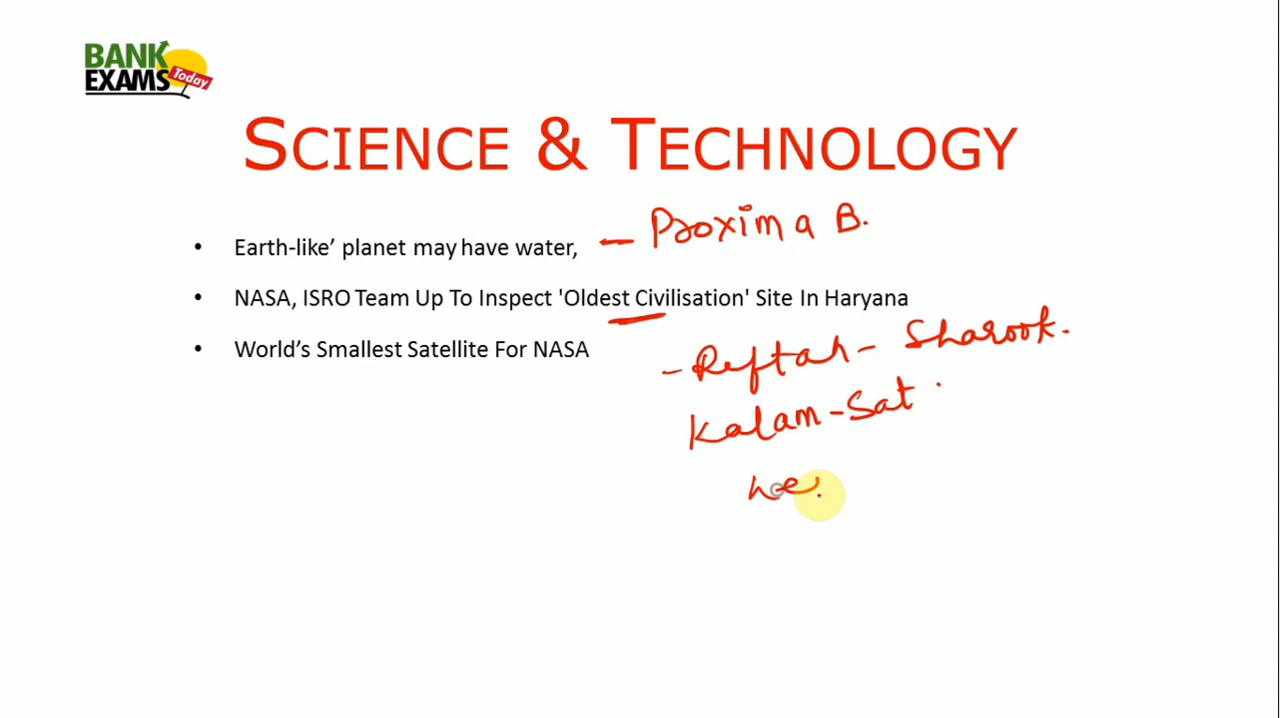 BANK
EXAMS Today
SCIENCE & TECHNOLOGY
• Earth-like’ planet may have water, – Proxima B.
• NASA, ISRO Team Up To Inspect 'Oldest Civilisation' Site In Haryana
• World’s Smallest Satellite For NASA
– Reftah – Sharook.
Kalam-Sat